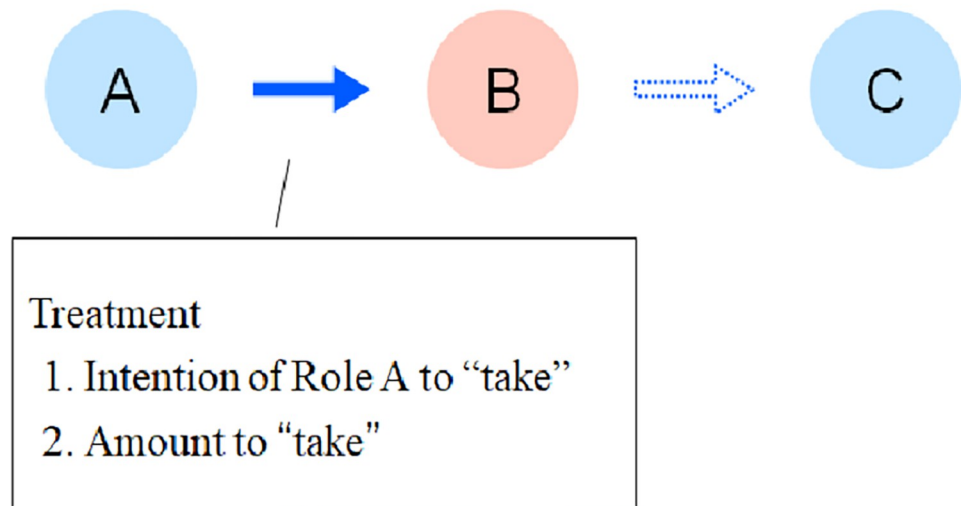 A B C
Treatment
1. Intention of Role A to “take”
2. Amount to “take”